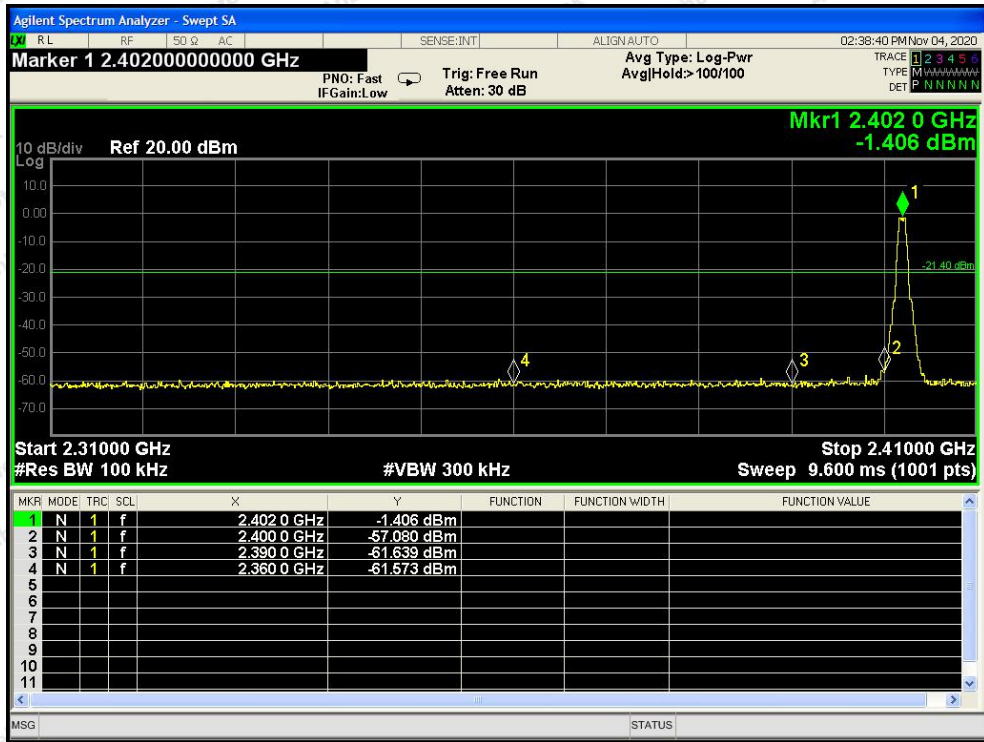 Agilent Spectrum Analyzer - Swept SA
LXI RL RF 50 Ω AC SENSE:INT ALIGN AUTO 02:38:40 PM Nov 04, 2020
Marker 1 2.402000000000 GHz
PNO: Fast
IFGain:Low
Trig: Free Run
Atten: 30 dB
Avg Type: Log-Pwr
Avg|Hold:> 100/100
TRACE 1 2 3 4 5 6
TYPE M
DET P N N N N N
Mkr1 2.402 0 GHz
-1.406 dBm
10 dB/div Ref 20.00 dBm
Log
10.0
0.00
-10.0
-20.0
-30.0
-40.0
-50.0
-60.0
-70.0
1
-21.40 dBm
2
3
4
Start 2.31000 GHz Stop 2.41000 GHz
#Res BW 100 kHz #VBW 300 kHz Sweep 9.600 ms (1001 pts)
MKR MODE TRC SCL X Y FUNCTION FUNCTION WIDTH FUNCTION VALUE
1 N 1 f 2.402 0 GHz -1.406 dBm
2 N 1 f 2.400 0 GHz -57.080 dBm
3 N 1 f 2.390 0 GHz -61.639 dBm
4 N 1 f 2.360 0 GHz -61.573 dBm
5
6
7
8
9
10
11
MSG STATUS